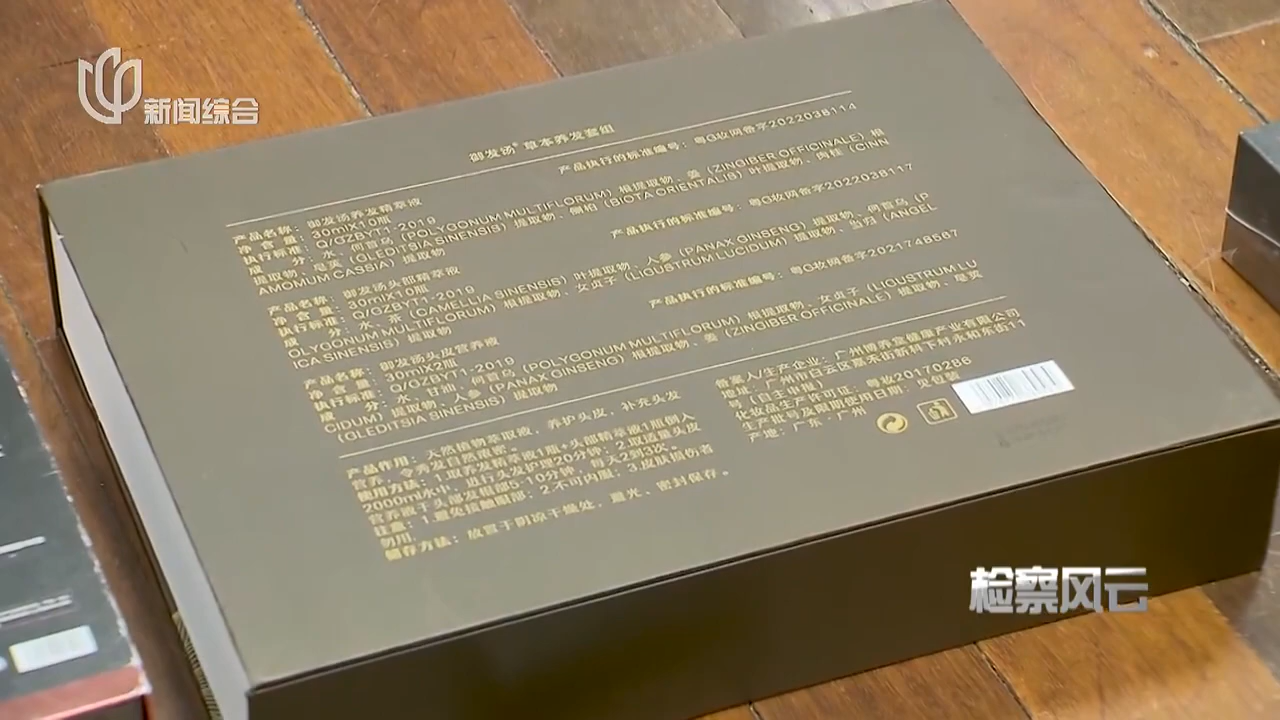 新闻综合
御发汤® 草本养发套组
产品执行的标准编号：粤G妆网备字2022038114
产品名称：御发汤养发精萃液
净 含 量：30mlX10瓶
执行标准：Q/GZBYT1-2019
成 分：水、何首乌（POLYGONUM MULTIFLORUM）根提取物、姜（ZINGIBER OFFICINALE）根
提取物、皂荚（GLEDITSIA SINENSIS）提取物、侧柏（BIOTA ORIENTALIS）叶提取物、肉桂（CINN
AMOMUM CASSIA）提取物
产品执行的标准编号：粤G妆网备字2022038117
产品名称：御发汤头部精萃液
净 含 量：30mlX10瓶
执行标准：Q/GZBYT1-2019
成 分：水、茶（CAMELLIA SINENSIS）叶提取物、人参（PANAX GINSENG）提取物、何首乌（P
OLYGONUM MULTIFLORUM）根提取物、女贞子（LIGUSTRUM LUCIDUM）提取物、当归（ANGEL
ICA SINENSIS）提取物
产品执行的标准编号：粤G妆网备字2021748587
产品名称：御发汤头皮营养液
净 含 量：30mlX2瓶
执行标准：Q/GZBYT1-2019
成 分：水、甘油、何首乌（POLYGONUM MULTIFLORUM）根提取物、女贞子（LIGUSTRUM LU
CIDUM）提取物、人参（PANAX GINSENG）根提取物、姜（ZINGIBER OFFICINALE）提取物、皂荚
（GLEDITSIA SINENSIS）提取物
产品作用：天然植物萃取液，养护头皮，补充头发
营养，令秀发自然浓密。
使用方法：1.取养发精萃液1瓶+头部精萃液1瓶倒入
2000ml水中，进行头发护理20分钟；2.取适量头皮
营养液于头部发根部5-10分钟，每天2到3次。
注意：1.避免接触眼部；2.不可内服；3.皮肤损伤者
勿用。
储存方法：放置于阴凉干燥处，避光、密封保存。
备案人/生产企业：广州博养堂健康产业有限公司
地址：广州市白云区嘉禾街新科下村永和东街11
号（自主申报）
化妆品生产许可证：粤妆20170286
生产批号及限期使用日期：见包装
产地：广东·广州
检察风云